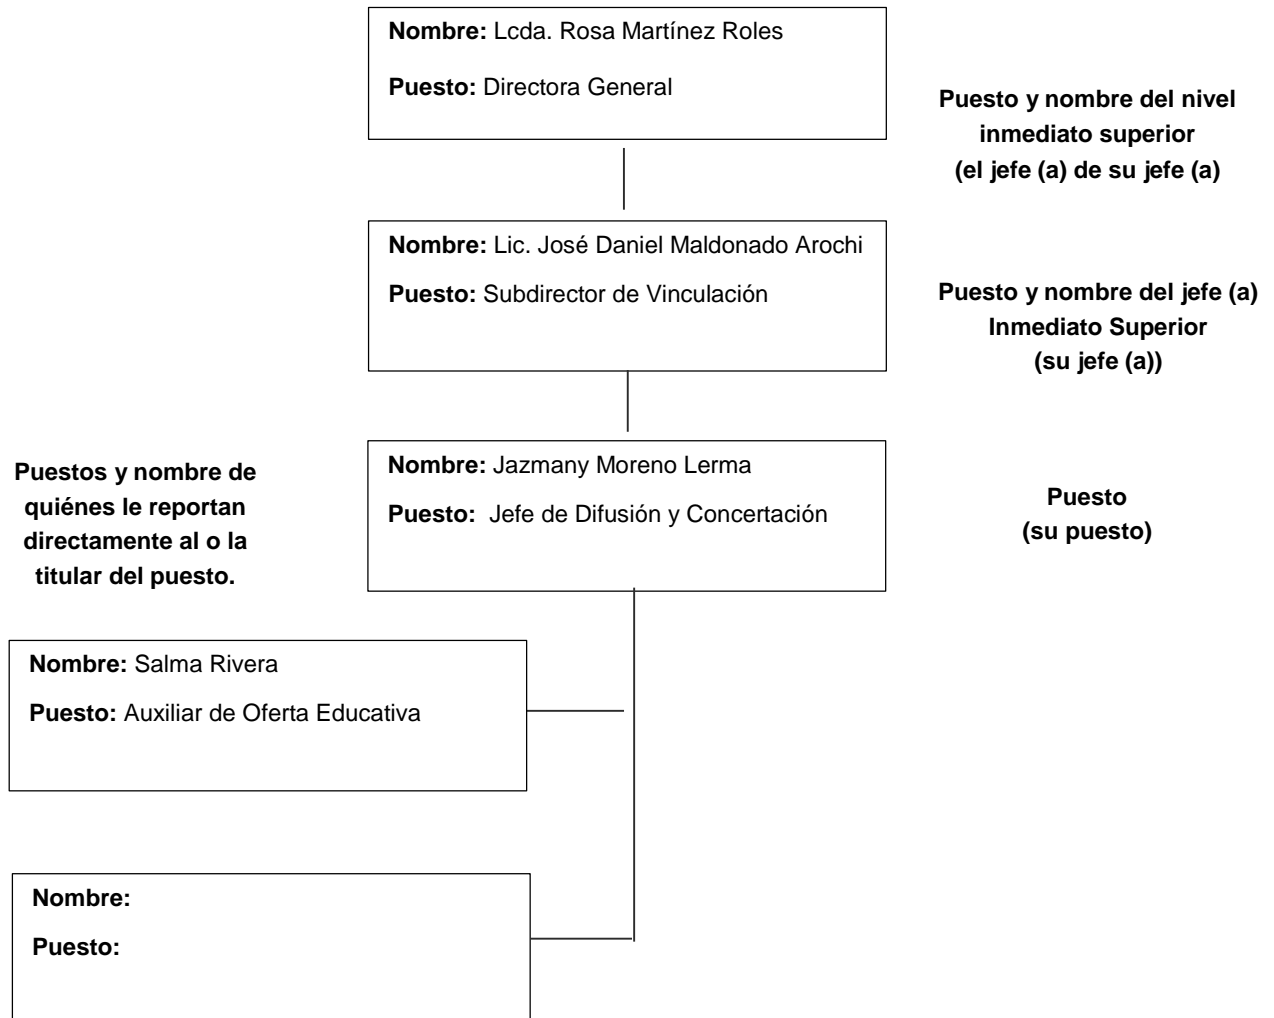 Nombre: Lcda. Rosa Martínez Roles
Puesto: Directora General
Puesto y nombre del nivel
inmediato superior
(el jefe (a) de su jefe (a)
Nombre: Lic. José Daniel Maldonado Arochi
Puesto: Subdirector de Vinculación
Puesto y nombre del jefe (a)
Inmediato Superior
(su jefe (a))
Puestos y nombre de
quiénes le reportan
directamente al o la
titular del puesto.
Nombre: Jazmany Moreno Lerma
Puesto: Jefe de Difusión y Concertación
Puesto
(su puesto)
Nombre: Salma Rivera
Puesto: Auxiliar de Oferta Educativa
Nombre:
Puesto: